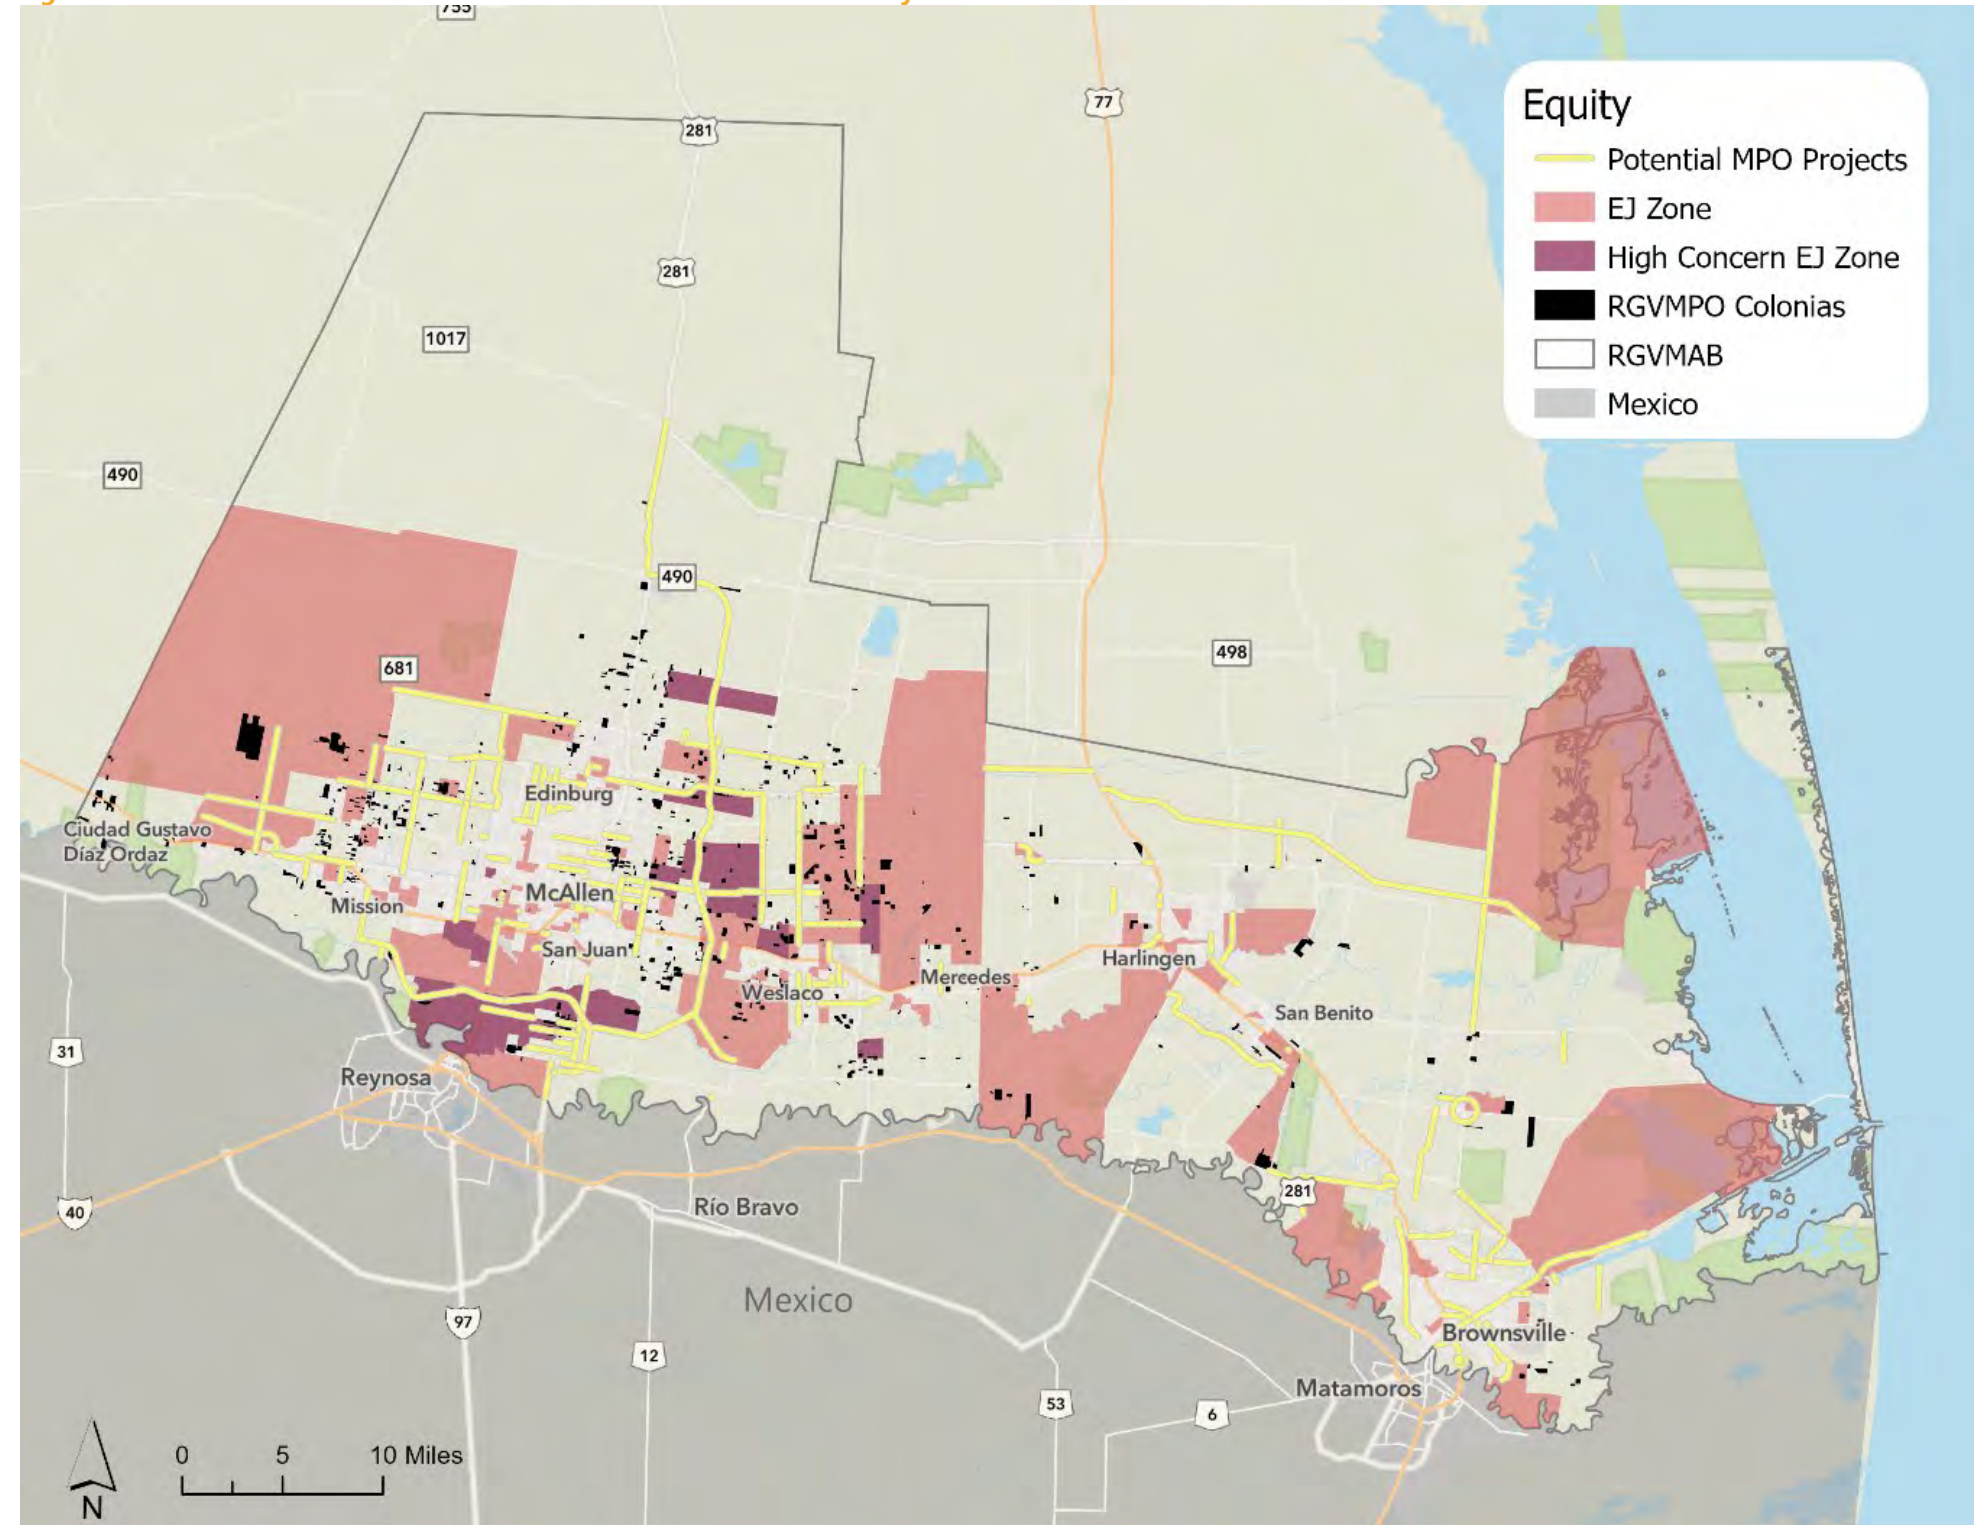 755
77
281
281
1017
490
490
498
681
Equity
Potential MPO Projects
EJ Zone
High Concern EJ Zone
RGVMPO Colonias
RGVMAB
Mexico
Edinburg
Ciudad Gustavo
Díaz Ordaz
McAllen
Mission
San Juan
Weslaco
Mercedes
Harlingen
San Benito
31
Reynosa
281
40
Río Bravo
Mexico
97
12
Brownsville
Matamoros
53
6
0 5 10 Miles
N